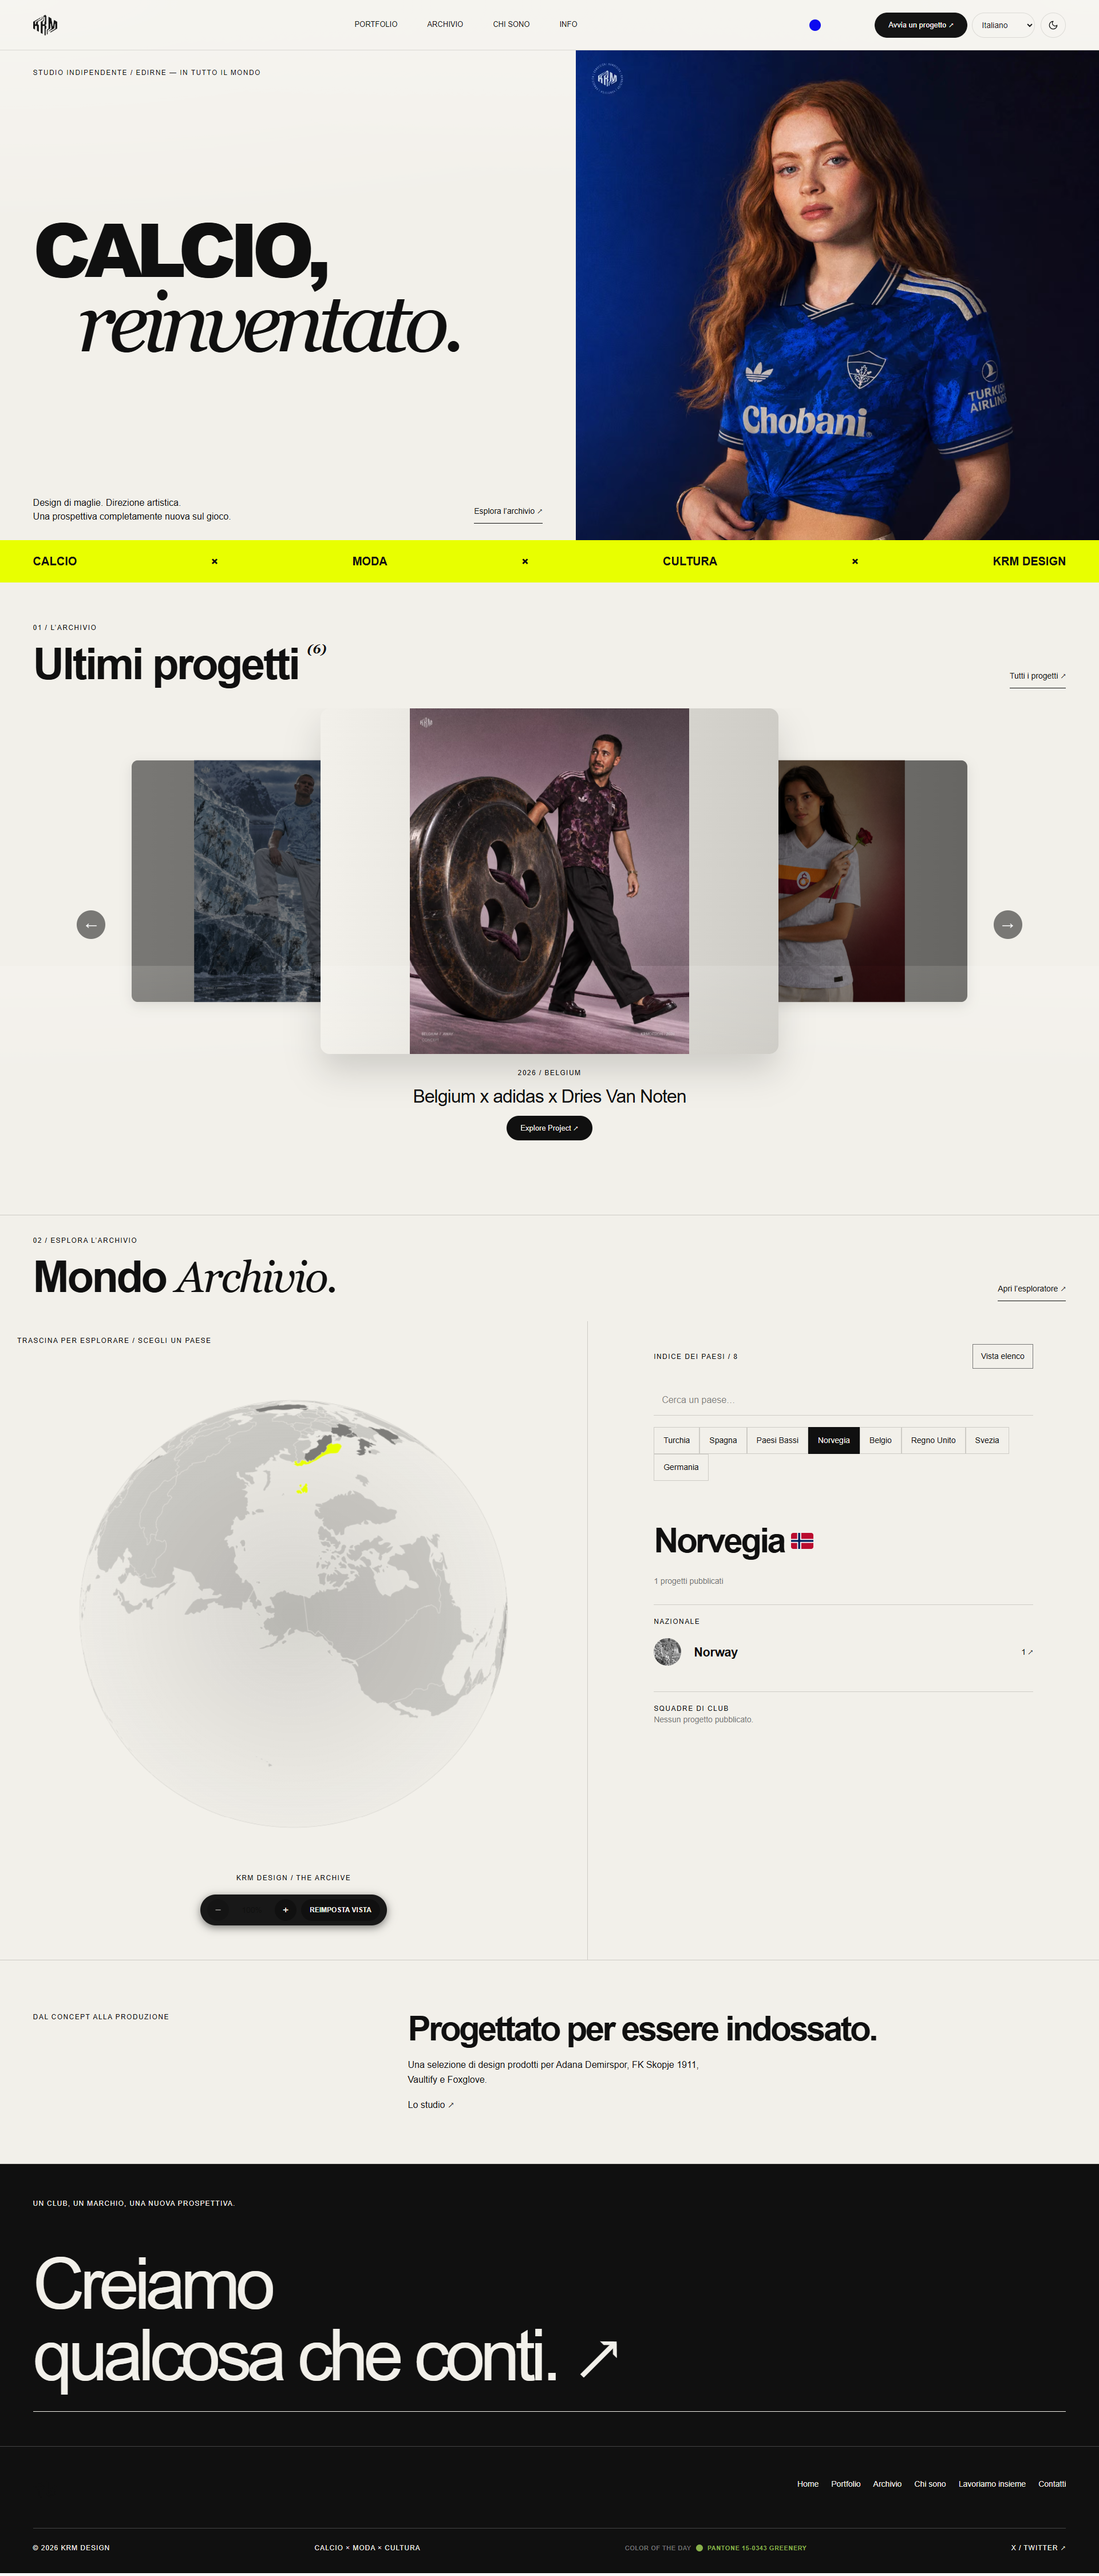 KRM
PORTFOLIO
ARCHIVIO
CHI SONO
INFO
Avvia un progetto ↗
Italiano
STUDIO INDIPENDENTE / EDIRNE — IN TUTTO IL MONDO
KRM
CALCIO,
reinventato.
TURKISH
AIRLINES
Chobani
Design di maglie. Direzione artistica.
Una prospettiva completamente nuova sul gioco.
Esplora l'archivio ↗
CALCIO
×
MODA
×
CULTURA
×
KRM DESIGN
01 / L'ARCHIVIO
Ultimi progetti (6)
Tutti i progetti ↗
←
→
2026 / BELGIUM
Belgium x adidas x Dries Van Noten
Explore Project ↗
02 / ESPLORA L'ARCHIVIO
Mondo Archivio.
Apri l'esploratore ↗
TRASCINA PER ESPLORARE / SCEGLI UN PAESE
INDICE DEI PAESI / 8
Vista elenco
Cerca un paese...
Turchia
Spagna
Paesi Bassi
Norvegia
Belgio
Regno Unito
Svezia
Germania
Norvegia
1 progetti pubblicati
NAZIONALE
Norway
1 ↗
SQUADRE DI CLUB
Nessun progetto pubblicato.
KRM DESIGN / THE ARCHIVE
−
+
REIMPOSTA VISTA
DAL CONCEPT ALLA PRODUZIONE
Progettato per essere indossato.
Una selezione di design prodotti per Adana Demirspor, FK Skopje 1911,
Vaultify e Foxglove.
Lo studio ↗
UN CLUB, UN MARCHIO, UNA NUOVA PROSPETTIVA.
Creiamo
qualcosa che conti. ↗
Home
Portfolio
Archivio
Chi sono
Lavoriamo insieme
Contatti
© 2026 KRM DESIGN
CALCIO × MODA × CULTURA
COLOR OF THE DAY
PANTONE 15-0343 GREENERY
X / TWITTER ↗